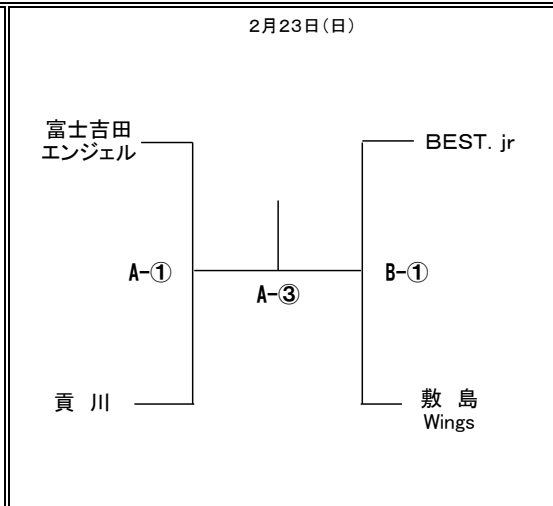 2月23日（日）
富士吉田
エンジェル
BEST. jr
A-①
B-①
A-③
貢 川
敷 島
Wings